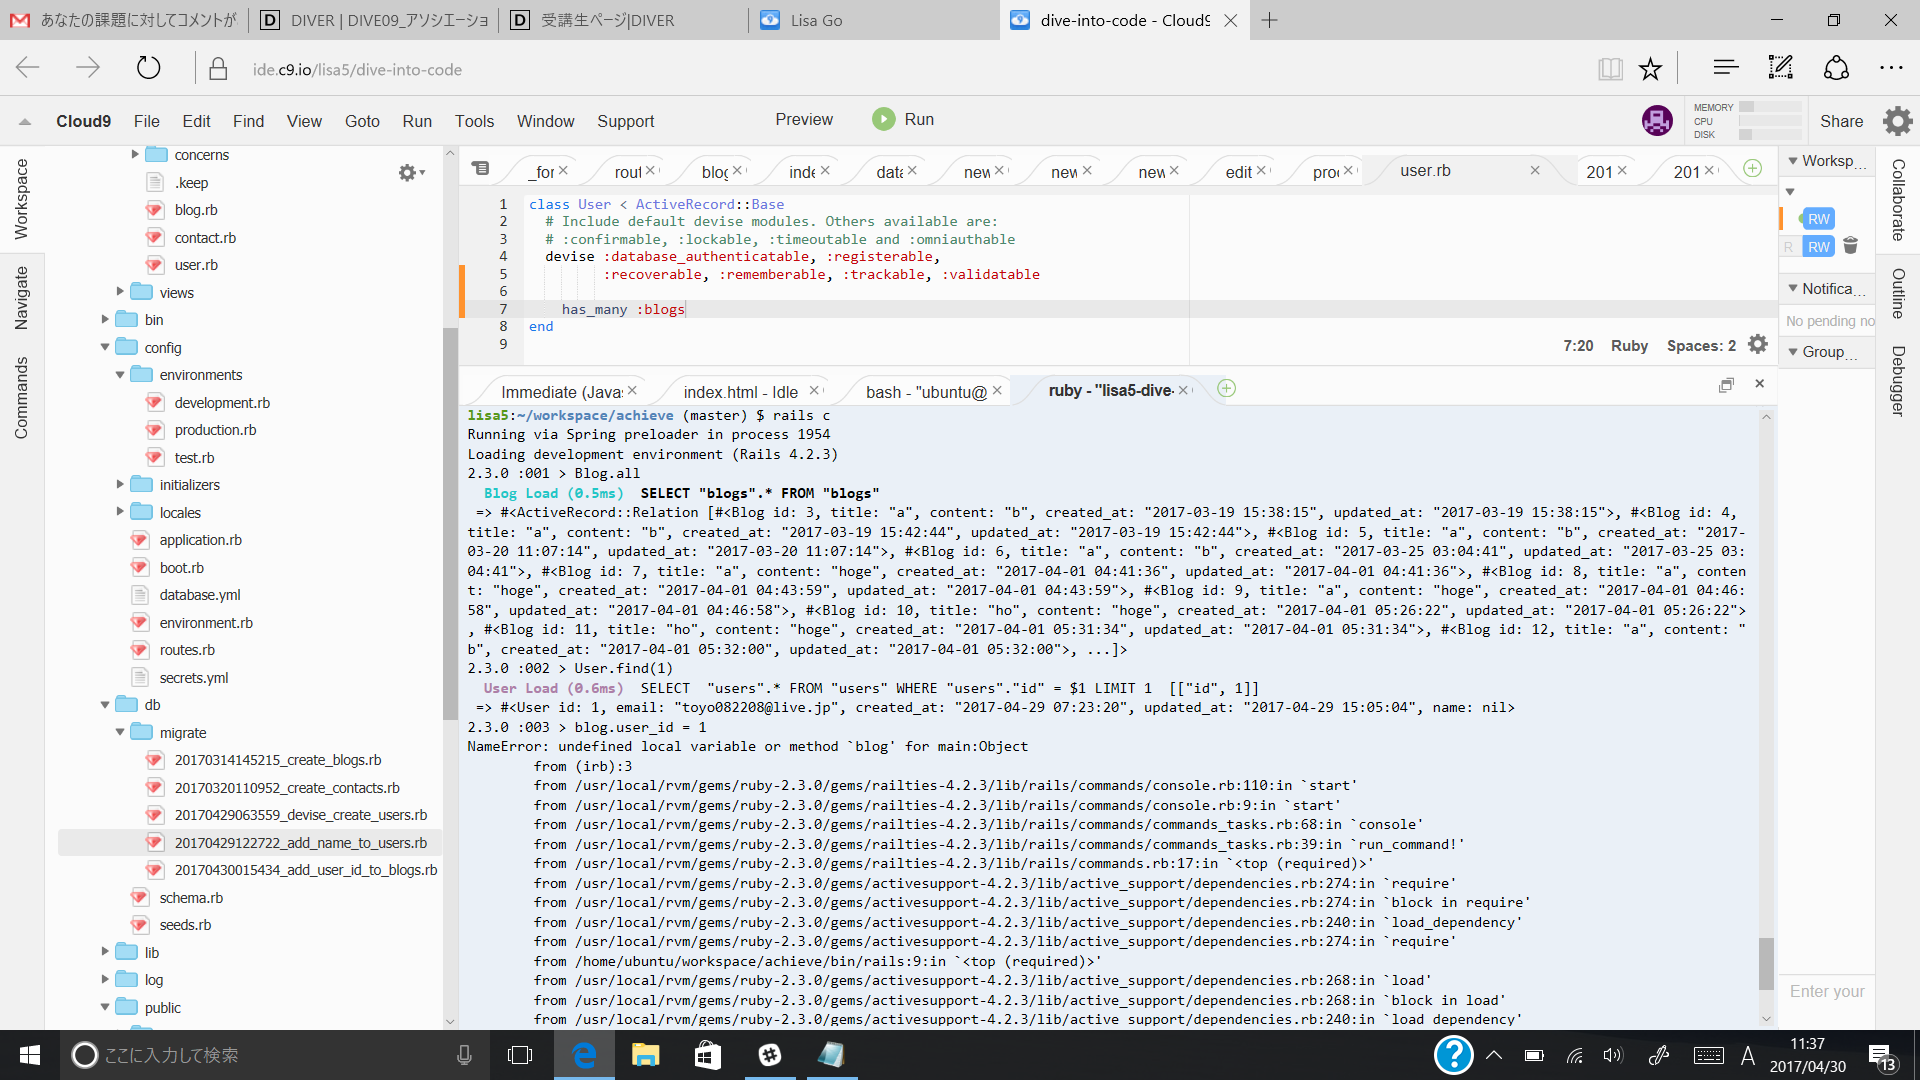 あなたの課題に対してコメントが
DIVER | DIVE09_アソシエーショ
受講生ページ|DIVER
Lisa Go
dive-into-code - Cloud9
ide.c9.io/lisa5/dive-into-code
Cloud9 File Edit Find View Goto Run Tools Window Support
Preview Run
MEMORY
CPU
DISK
Share
Workspace
Navigate
Commands
concerns
.keep
blog.rb
contact.rb
user.rb
views
bin
config
environments
development.rb
production.rb
test.rb
initializers
locales
application.rb
boot.rb
database.yml
environment.rb
routes.rb
secrets.yml
db
migrate
20170314145215_create_blogs.rb
20170320110952_create_contacts.rb
20170429063559_devise_create_users.rb
20170429122722_add_name_to_users.rb
20170430015434_add_user_id_to_blogs.rb
schema.rb
seeds.rb
lib
log
public
_for rout blog inde data new new new edit proc user.rb 201 201
1 class User < ActiveRecord::Base
2 # Include default devise modules. Others available are:
3 # :confirmable, :lockable, :timeoutable and :omniauthable
4 devise :database_authenticatable, :registerable,
5 :recoverable, :rememberable, :trackable, :validatable
6
7 has_many :blogs
8 end
9
7:20 Ruby Spaces: 2
Immediate (Javas index.html - Idle bash - "ubuntu@ ruby - "lisa5-dive-
lisa5:~/workspace/achieve (master) $ rails c
Running via Spring preloader in process 1954
Loading development environment (Rails 4.2.3)
2.3.0 :001 > Blog.all
Blog Load (0.5ms) SELECT "blogs".* FROM "blogs"
=> #<ActiveRecord::Relation [#<Blog id: 3, title: "a", content: "b", created_at: "2017-03-19 15:38:15", updated_at: "2017-03-19 15:38:15">, #<Blog id: 4,
title: "a", content: "b", created_at: "2017-03-19 15:42:44", updated_at: "2017-03-19 15:42:44">, #<Blog id: 5, title: "a", content: "b", created_at: "2017-
03-20 11:07:14", updated_at: "2017-03-20 11:07:14">, #<Blog id: 6, title: "a", content: "b", created_at: "2017-03-25 03:04:41", updated_at: "2017-03-25 03:
04:41">, #<Blog id: 7, title: "a", content: "hoge", created_at: "2017-04-01 04:41:36", updated_at: "2017-04-01 04:41:36">, #<Blog id: 8, title: "a", conten
t: "hoge", created_at: "2017-04-01 04:43:59", updated_at: "2017-04-01 04:43:59">, #<Blog id: 9, title: "a", content: "hoge", created_at: "2017-04-01 04:46:
58", updated_at: "2017-04-01 04:46:58">, #<Blog id: 10, title: "ho", content: "hoge", created_at: "2017-04-01 05:26:22", updated_at: "2017-04-01 05:26:22">
, #<Blog id: 11, title: "ho", content: "hoge", created_at: "2017-04-01 05:31:34", updated_at: "2017-04-01 05:31:34">, #<Blog id: 12, title: "a", content: "
b", created_at: "2017-04-01 05:32:00", updated_at: "2017-04-01 05:32:00">, ...]>
2.3.0 :002 > User.find(1)
User Load (0.6ms) SELECT "users".* FROM "users" WHERE "users"."id" = $1 LIMIT 1 [["id", 1]]
=> #<User id: 1, email: "toyo082208@live.jp", created_at: "2017-04-29 07:23:20", updated_at: "2017-04-29 15:05:04", name: nil>
2.3.0 :003 > blog.user_id = 1
NameError: undefined local variable or method `blog' for main:Object
from (irb):3
from /usr/local/rvm/gems/ruby-2.3.0/gems/railties-4.2.3/lib/rails/commands/console.rb:110:in `start'
from /usr/local/rvm/gems/ruby-2.3.0/gems/railties-4.2.3/lib/rails/commands/console.rb:9:in `start'
from /usr/local/rvm/gems/ruby-2.3.0/gems/railties-4.2.3/lib/rails/commands/commands_tasks.rb:68:in `console'
from /usr/local/rvm/gems/ruby-2.3.0/gems/railties-4.2.3/lib/rails/commands/commands_tasks.rb:39:in `run_command!'
from /usr/local/rvm/gems/ruby-2.3.0/gems/railties-4.2.3/lib/rails/commands.rb:17:in `<top (required)>'
from /usr/local/rvm/gems/ruby-2.3.0/gems/activesupport-4.2.3/lib/active_support/dependencies.rb:274:in `require'
from /usr/local/rvm/gems/ruby-2.3.0/gems/activesupport-4.2.3/lib/active_support/dependencies.rb:274:in `block in require'
from /usr/local/rvm/gems/ruby-2.3.0/gems/activesupport-4.2.3/lib/active_support/dependencies.rb:240:in `load_dependency'
from /usr/local/rvm/gems/ruby-2.3.0/gems/activesupport-4.2.3/lib/active_support/dependencies.rb:274:in `require'
from /home/ubuntu/workspace/achieve/bin/rails:9:in `<top (required)>'
from /usr/local/rvm/gems/ruby-2.3.0/gems/activesupport-4.2.3/lib/active_support/dependencies.rb:268:in `load'
from /usr/local/rvm/gems/ruby-2.3.0/gems/activesupport-4.2.3/lib/active_support/dependencies.rb:268:in `block in load'
from /usr/local/rvm/gems/ruby-2.3.0/gems/activesupport-4.2.3/lib/active_support/dependencies.rb:240:in `load_dependency'
Worksp...
RW
R RW
Notifica...
No pending no
Group...
Enter your
Collaborate
Outline
Debugger
ここに入力して検索
A
11:37
2017/04/30
13